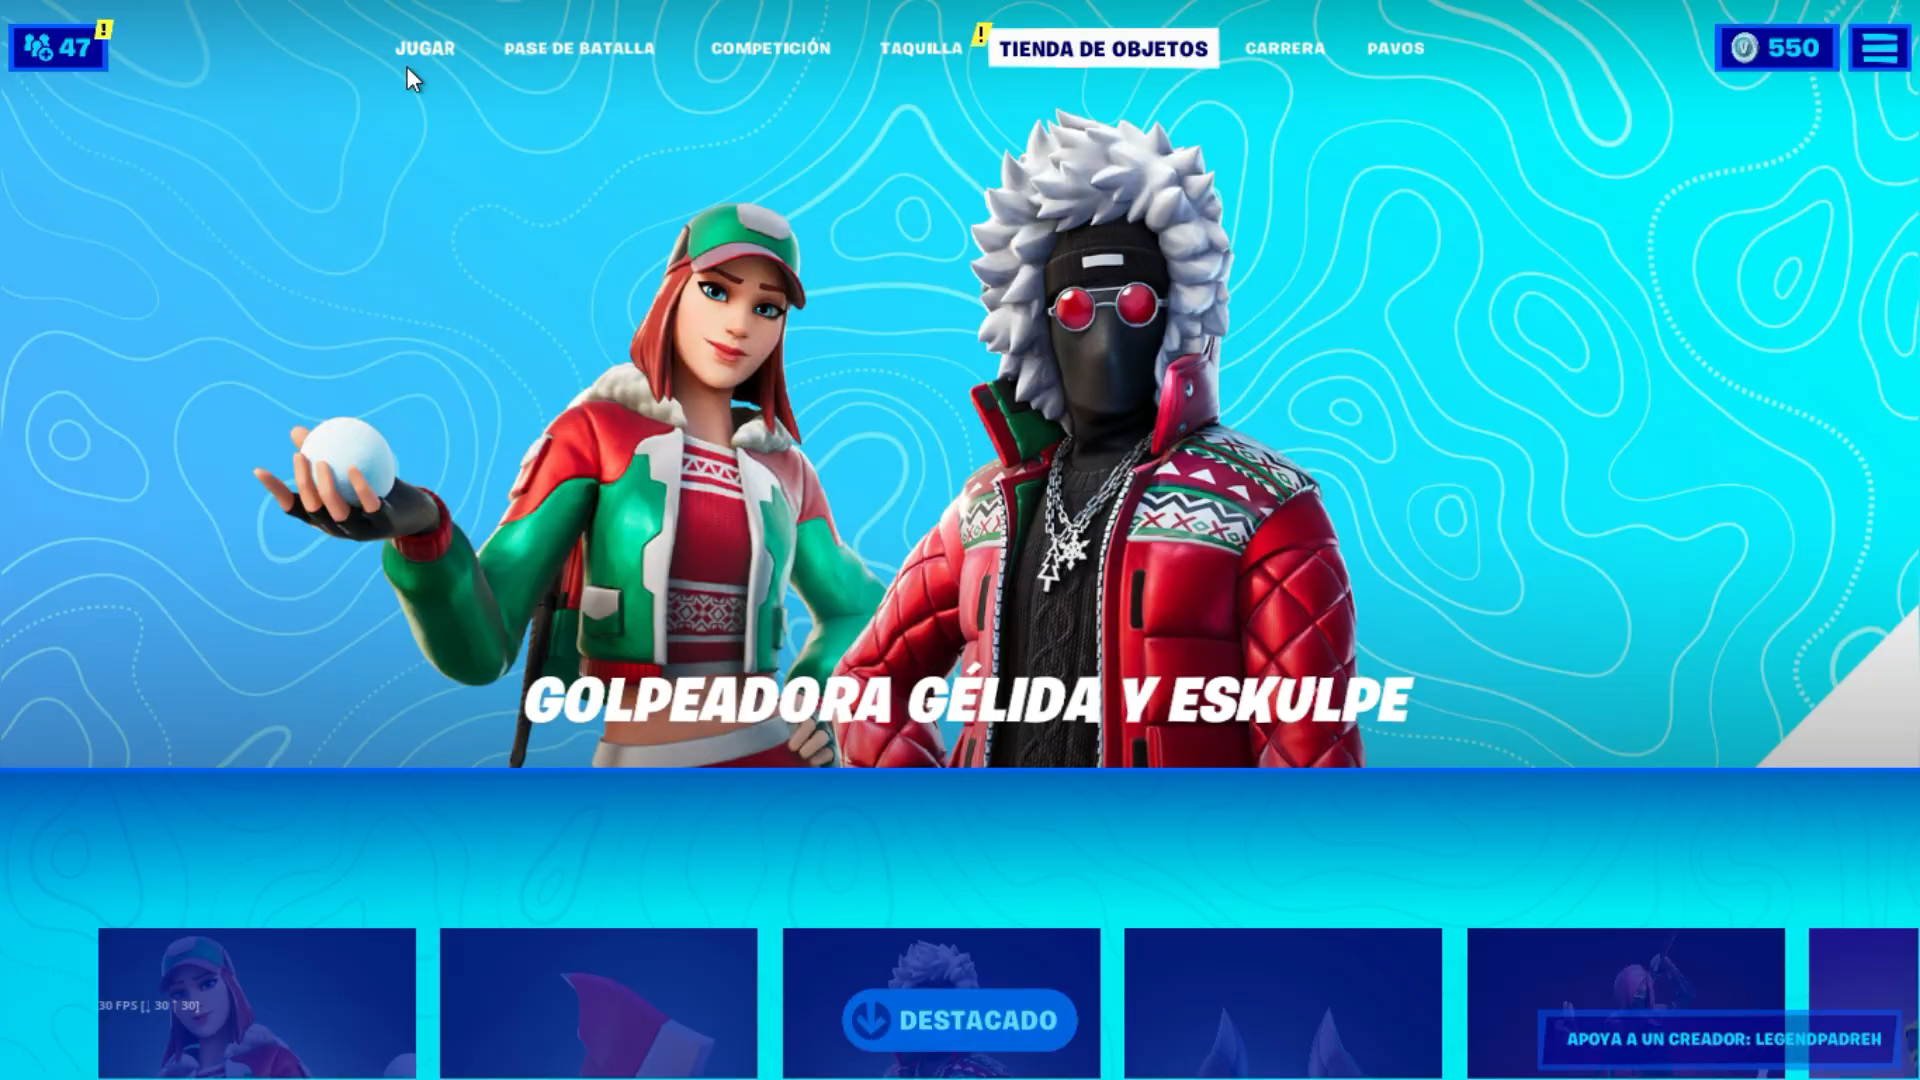 47
!
JUGAR
PASE DE BATALLA
COMPETICIÓN
TAQUILLA
!
TIENDA DE OBJETOS
CARRERA
PAVOS
V
550
GOLPEADORA GÉLIDA Y ESKULPE
30 FPS [↓ 30 ↑ 30]
DESTACADO
APOYA A UN CREADOR: LEGENDPADREH